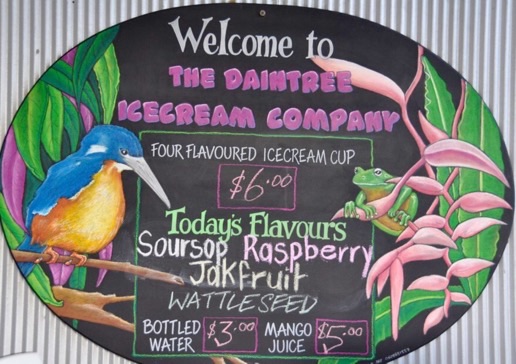 Welcome to
THE DAINTREE
ICECREAM COMPANY
FOUR FLAVOURED ICECREAM CUP
$6.00
Today's Flavours
Soursop Raspberry
Jakfruit
WATTLESEED
BOTTLED WATER $3.00 MANGO JUICE $5.00